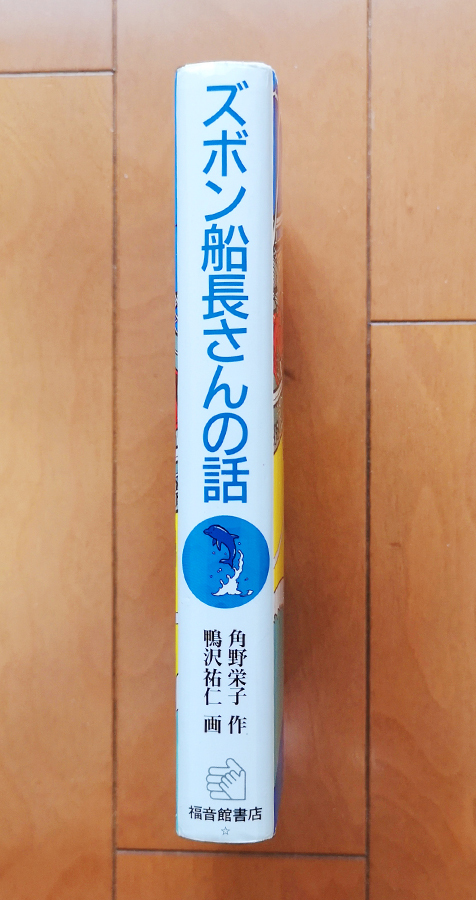 ズボン船長さんの話
角野栄子 作
鴨沢祐仁 画
福音館書店
☆